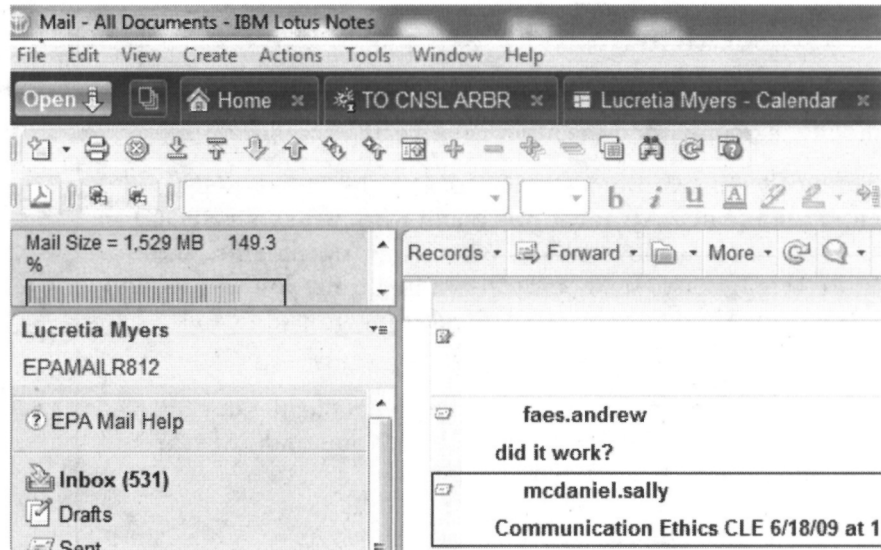 Mail - All Documents - IBM Lotus Notes
File Edit View Create Actions Tools Window Help
Open Home × TO CNSL ARBR × Lucretia Myers - Calendar ×
b i u A
Mail Size = 1,529 MB 149.3
%
Records Forward More
Lucretia Myers
EPAMAILR812
? EPA Mail Help
faes.andrew
did it work?
Inbox (531)
mcdaniel.sally
Drafts
Communication Ethics CLE 6/18/09 at 1
Sent